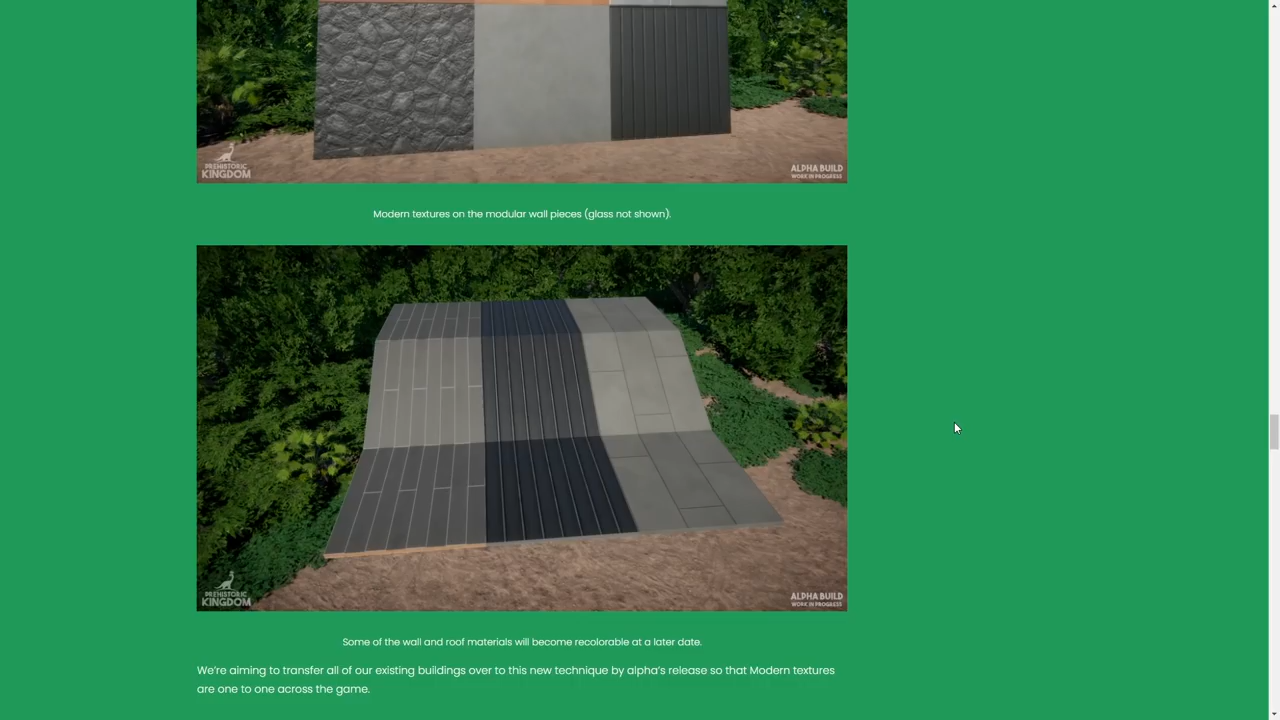 PREHISTORIC
KINGDOM
ALPHA BUILD
WORK IN PROGRESS
Modern textures on the modular wall pieces (glass not shown).
PREHISTORIC
KINGDOM
ALPHA BUILD
WORK IN PROGRESS
Some of the wall and roof materials will become recolorable at a later date.
We’re aiming to transfer all of our existing buildings over to this new technique by alpha’s release so that Modern textures
are one to one across the game.